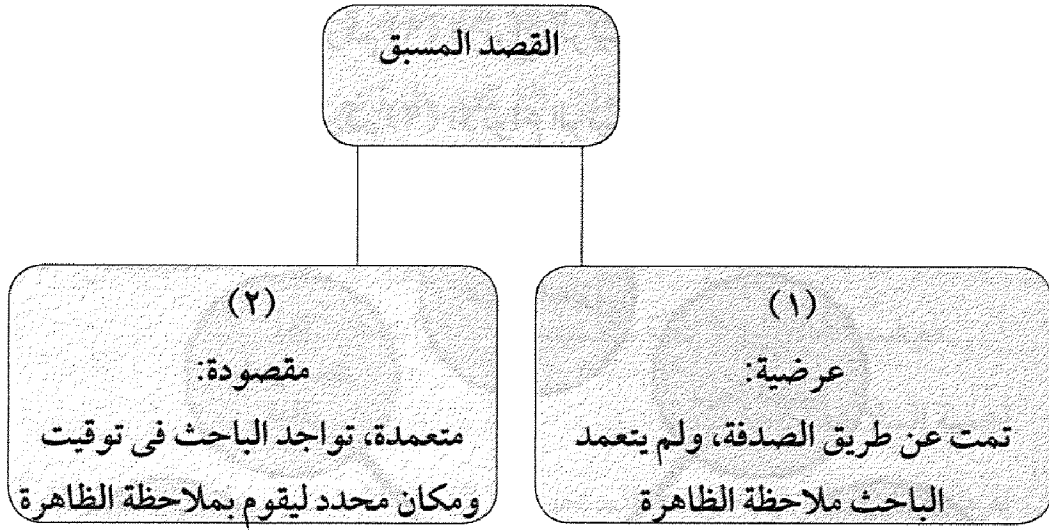 القصد المسبق
(١)
عرضية:
تمت عن طريق الصدفة، ولم يتعمد
الباحث ملاحظة الظاهرة
(٢)
مقصودة:
متعمدة، تواجد الباحث فى توقيت
ومكان محدد ليقوم بملاحظة الظاهرة